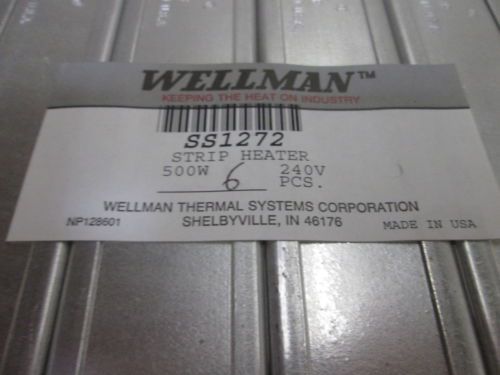 WELLMAN™
KEEPING THE HEAT ON INDUSTRY
SS1272
STRIP HEATER
500W 240V
6 PCS.
WELLMAN THERMAL SYSTEMS CORPORATION
NP128601 SHELBYVILLE, IN 46176 MADE IN USA